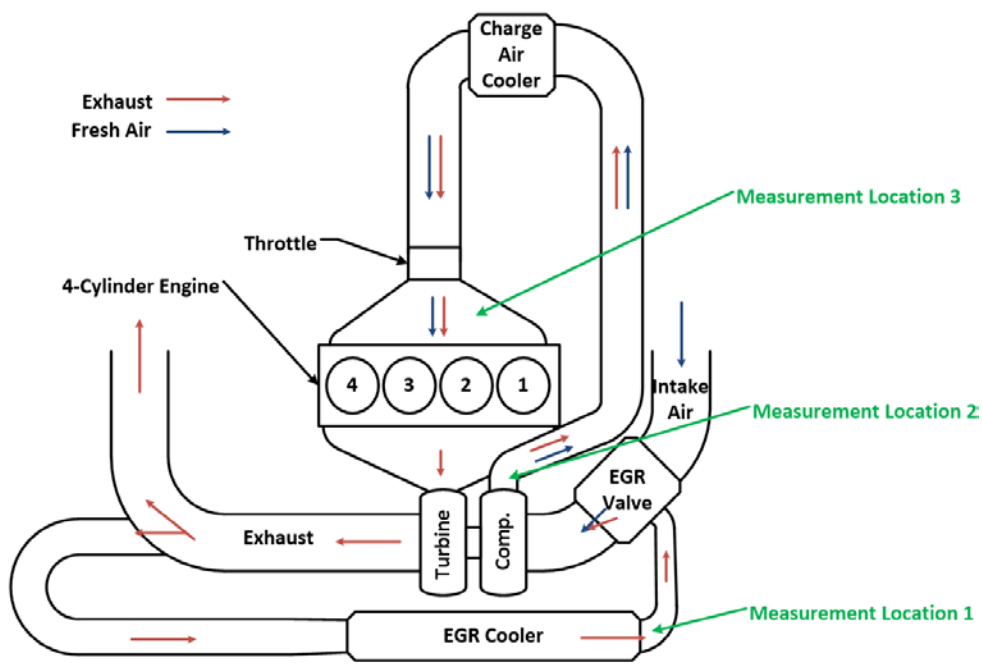 Charge
Air
Cooler
Exhaust
Fresh Air
Measurement Location 3
Throttle
4-Cylinder Engine
4
3
2
1
Intake
Air
Measurement Location 2
EGR
Valve
Exhaust
Turbine
Comp.
Measurement Location 1
EGR Cooler